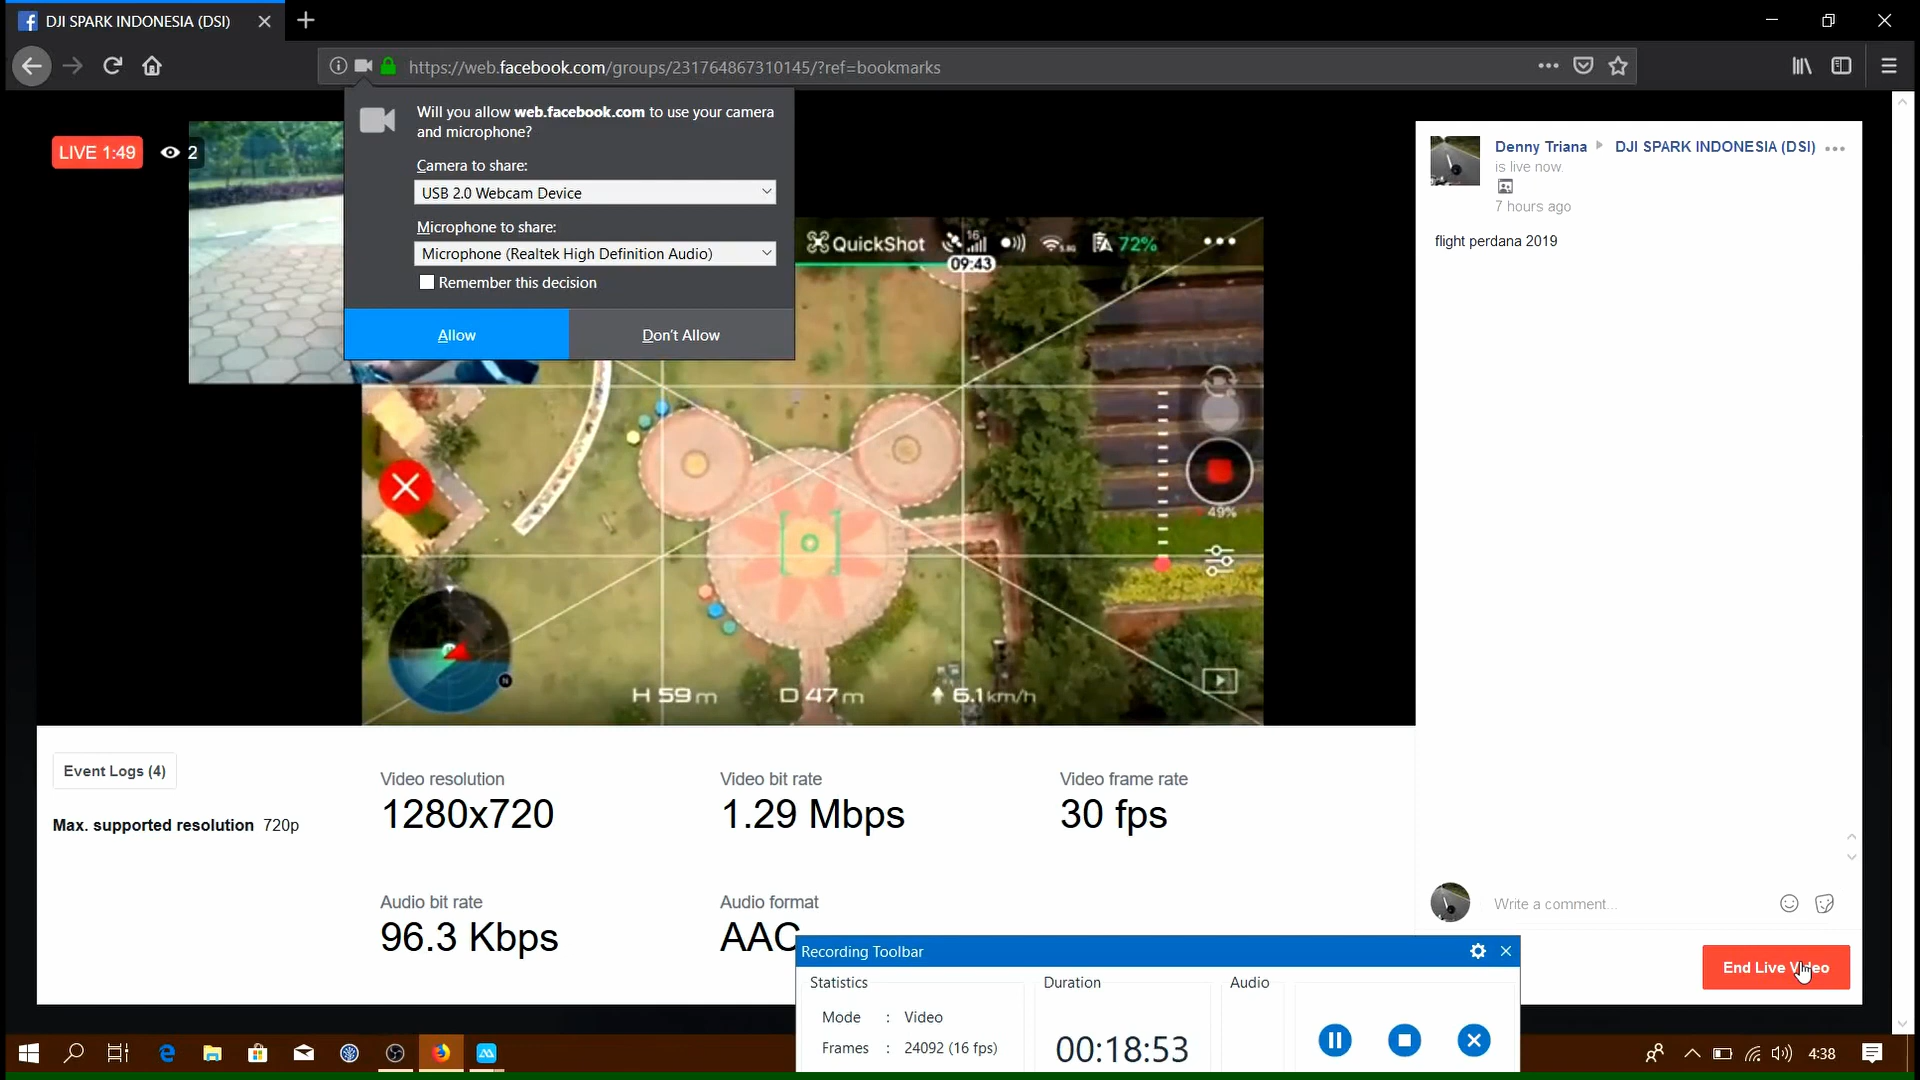 DJI SPARK INDONESIA (DSI)
https://web.facebook.com/groups/231764867310145/?ref=bookmarks
Will you allow web.facebook.com to use your camera
and microphone?
Camera to share:
USB 2.0 Webcam Device
Microphone to share:
Microphone (Realtek High Definition Audio)
Remember this decision
Allow
Don't Allow
LIVE 1:49
2
QuickShot
16
72%
09:43
49%
N
H 59 m
D 47 m
6.1 km/h
Denny Triana
DJI SPARK INDONESIA (DSI)
is live now.
7 hours ago
flight perdana 2019
Write a comment...
End Live Video
Event Logs (4)
Max. supported resolution 720p
Video resolution
1280x720
Video bit rate
1.29 Mbps
Video frame rate
30 fps
Audio bit rate
96.3 Kbps
Audio format
AAC
Recording Toolbar
Statistics
Mode : Video
Frames : 24092 (16 fps)
Duration
00:18:53
Audio
4:38